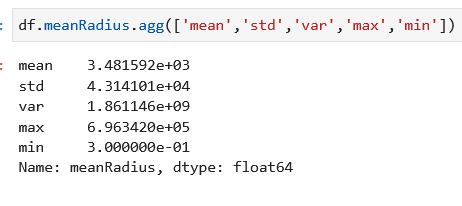 : df.meanRadius.agg(['mean','std','var','max','min'])
: mean 3.481592e+03
std 4.314101e+04
var 1.861146e+09
max 6.963420e+05
min 3.000000e-01
Name: meanRadius, dtype: float64